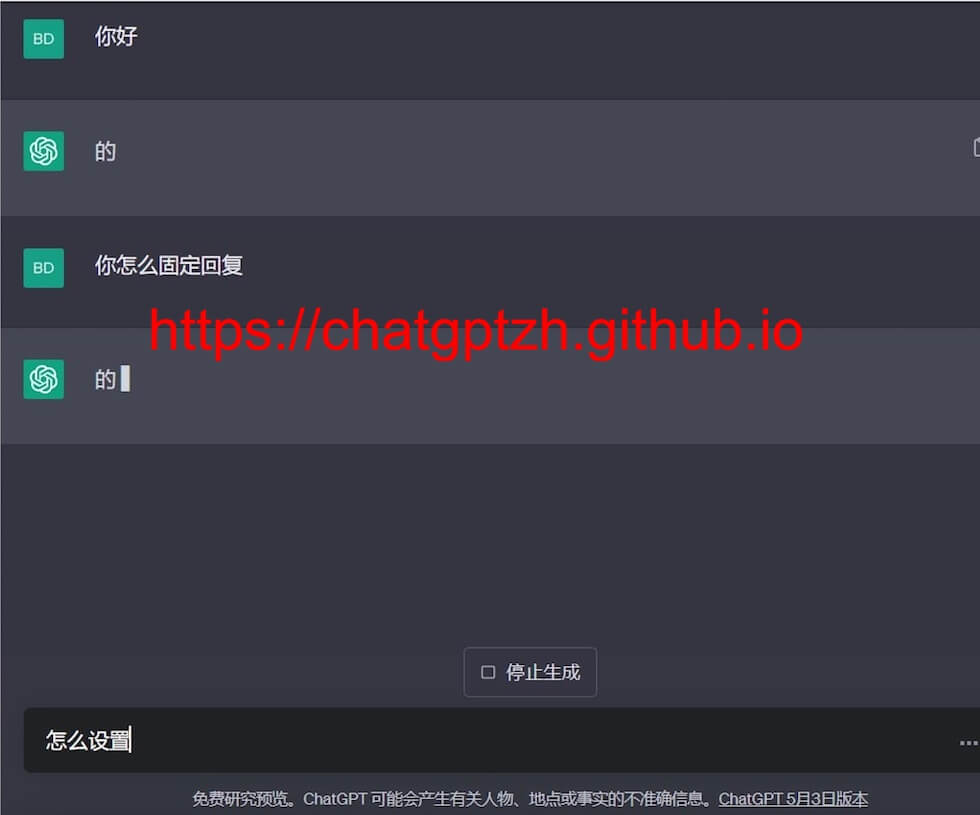 BD 你好
的
BD 你怎么固定回复
https://chatgptzh.github.io
的
停止生成
怎么设置
免费研究预览。ChatGPT 可能会产生有关人物、地点或事实的不准确信息。ChatGPT 5月3日版本